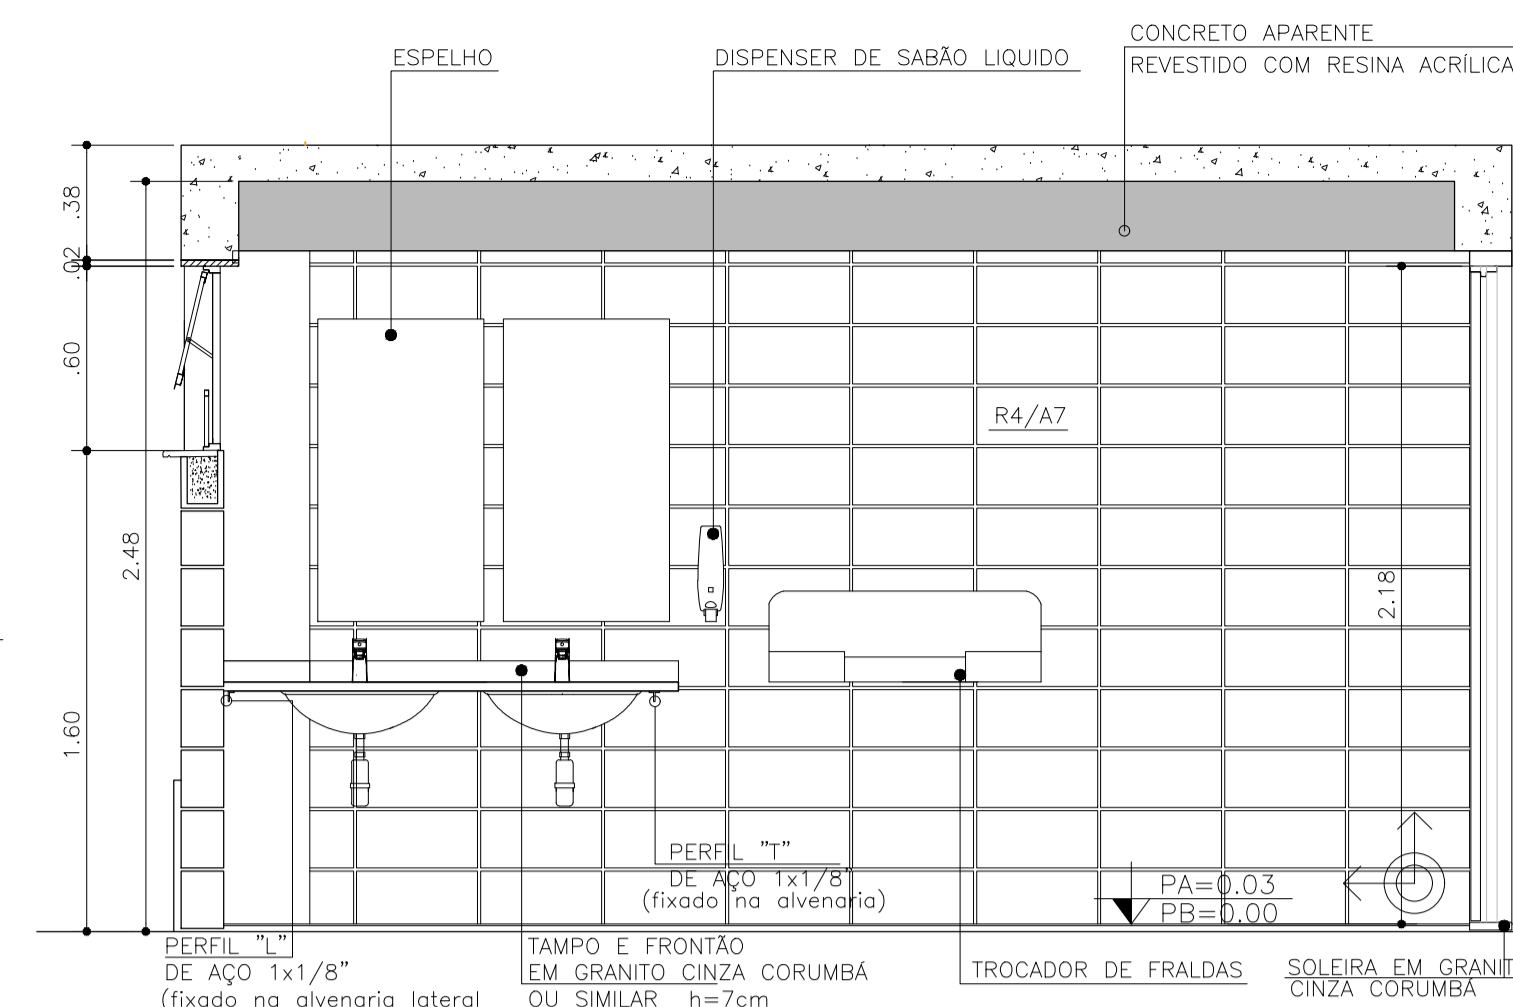 CONCRETO APARENTE
REVESTIDO COM RESINA ACRÍLICA
ESPELHO
DISPENSER DE SABÃO LIQUIDO
.38
.02
.60
2.48
1.60
R4/A7
2.18
PERFIL "T"
DE AÇO 1x1/8"
(fixado na alvenaria)
PA=0.03
PB=0.00
PERFIL "L"
DE AÇO 1x1/8"
(fixado na alvenaria lateral
TAMPO E FRONTÃO
EM GRANITO CINZA CORUMBÁ
OU SIMILAR h=7cm
TROCADOR DE FRALDAS
SOLEIRA EM GRANIT
CINZA CORUMBÁ